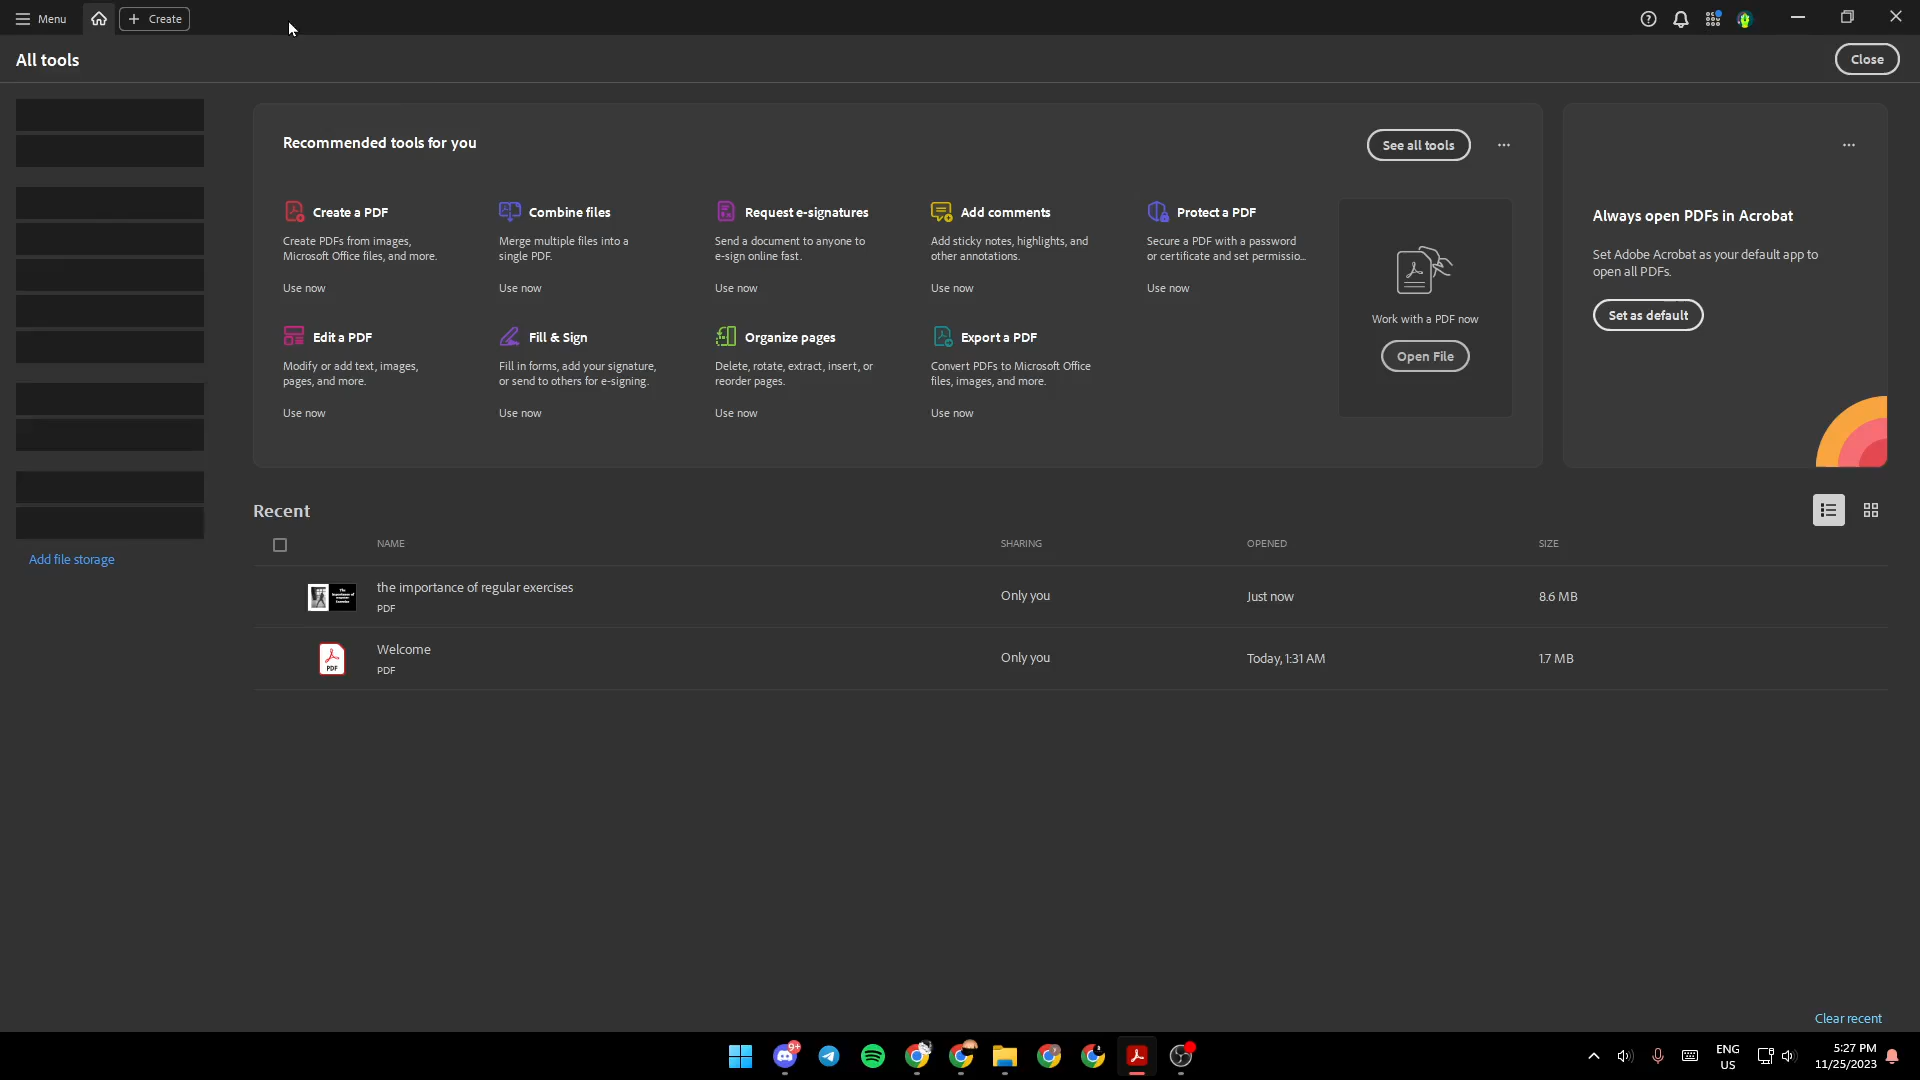 Menu
Create
All tools
Close
Recommended tools for you
See all tools
Create a PDF
Create PDFs from images,
Microsoft Office files, and more.
Use now
Combine files
Merge multiple files into a
single PDF.
Use now
Request e-signatures
Send a document to anyone to
e-sign online fast.
Use now
Add comments
Add sticky notes, highlights, and
other annotations.
Use now
Protect a PDF
Secure a PDF with a password
or certificate and set permissio...
Use now
Edit a PDF
Modify or add text, images,
pages, and more.
Use now
Fill & Sign
Fill in forms, add your signature,
or send to others for e-signing.
Use now
Organize pages
Delete, rotate, extract, insert, or
reorder pages.
Use now
Export a PDF
Convert PDFs to Microsoft Office
files, images, and more.
Use now
Work with a PDF now
Open File
Always open PDFs in Acrobat
Set Adobe Acrobat as your default app to
open all PDFs.
Set as default
Add file storage
Recent
NAME SHARING OPENED SIZE
The
Importance of
Regular
Exercises
the importance of regular exercises
PDF
Only you
Just now
8.6 MB
PDF
Welcome
PDF
Only you
Today, 1:31 AM
1.7 MB
Clear recent
9+
ENG
US
5:27 PM
11/25/2023